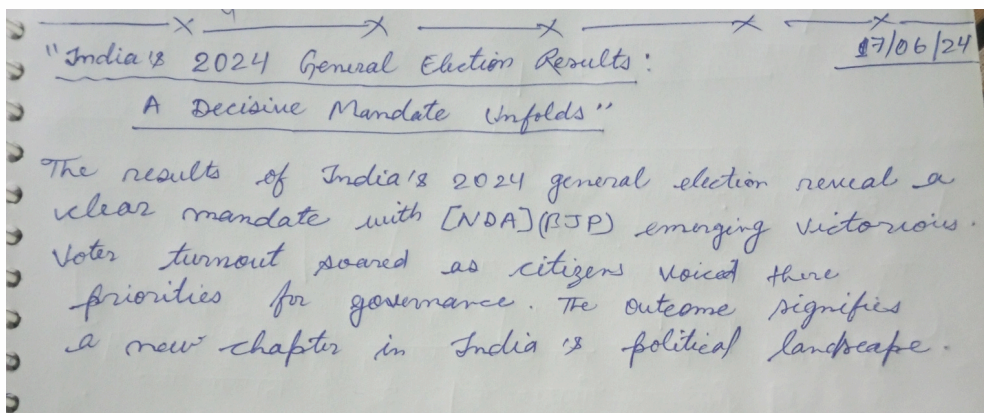 "India's 2024 General Election Results:
17/06/24
A Decisive Mandate Unfolds"
The results of India's 2024 general election reveal a
clear mandate with [NDA](BJP) emerging victorious.
Voter turnout soared as citizens voiced there
priorities for governance. The outcome signifies
a new chapter in India's political landscape.